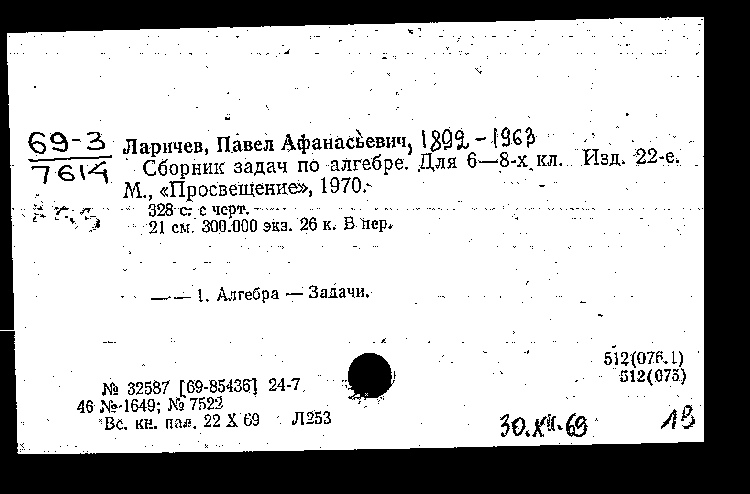 69-3
7614
Ларичев, Павел Афанасьевич, 1892-1963
Сборник задач по алгебре. Для 6—8-х кл. Изд. 22-е.
М., «Просвещение», 1970.
328 с. с черт.
21 см. 300.000 экз. 26 к. В пер.
—— 1. Алгебра — Задачи.
512(076.1)
512(075)
№ 32587 [69-85436] 24-7
46 №-1649; № 7522
Вс. кн. пал. 22 X 69 Л253
30.XII-69